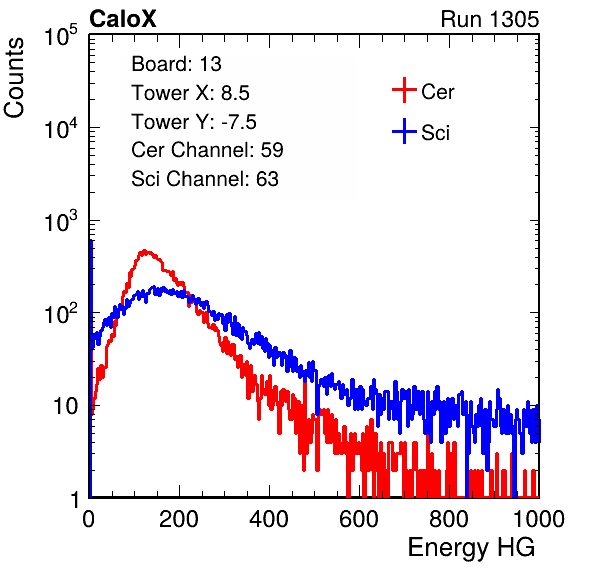 CaloX Run 1305
Board: 13
Tower X: 8.5
Tower Y: -7.5
Cer Channel: 59
Sci Channel: 63
Cer
Sci
Counts
10^5
10^4
10^3
10^2
10
1
0 200 400 600 800 1000
Energy HG